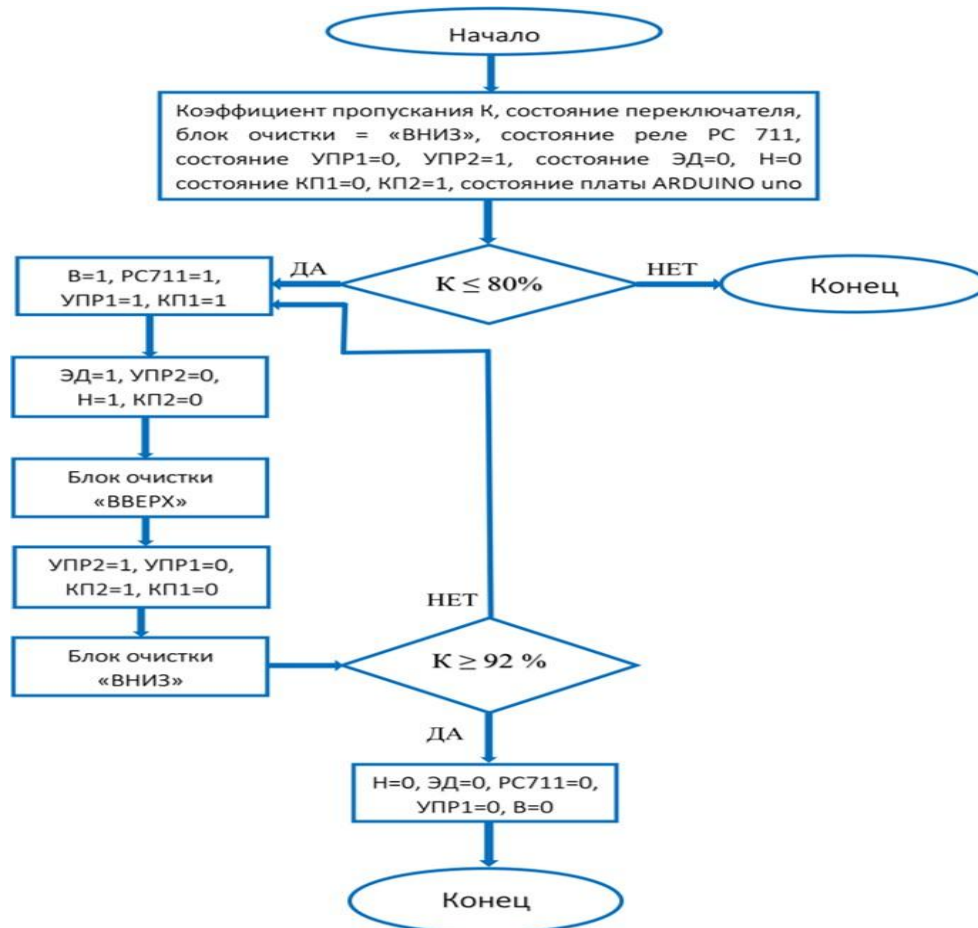 Начало
Коэффициент пропускания К, состояние переключателя,
блок очистки = «ВНИЗ», состояние реле РС 711,
состояние УПР1=0, УПР2=1, состояние ЭД=0, Н=0
состояние КП1=0, КП2=1, состояние платы ARDUINO uno
К ≤ 80%
ДА
НЕТ
Конец
В=1, РС711=1,
УПР1=1, КП1=1
ЭД=1, УПР2=0,
Н=1, КП2=0
Блок очистки
«ВВЕРХ»
УПР2=1, УПР1=0,
КП2=1, КП1=0
Блок очистки
«ВНИЗ»
НЕТ
К ≥ 92 %
ДА
Н=0, ЭД=0, РС711=0,
УПР1=0, В=0
Конец